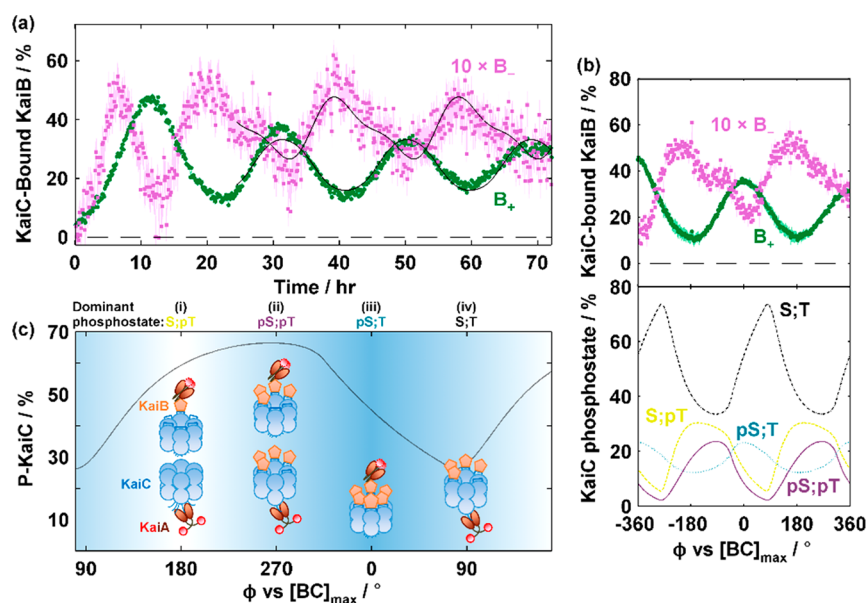 (a)
KaiC-Bound KaiB / %
60
40
20
0
10 × B₋
B₊
0 10 20 30 40 50 60 70
Time / hr
(b)
KaiC-bound KaiB / %
80
60
40
20
0
10 × B₋
B₊
KaiC phosphostate / %
80
60
40
20
0
S;T
S;pT
pS;T
pS;pT
-360 -180 0 180 360
ϕ vs [BC]max / °
(c)
Dominant (i) (ii) (iii) (iv)
phosphostate: S;pT pS;pT pS;T S;T
P-KaiC / %
70
50
30
10
KaiB
KaiC
KaiA
90 180 270 0 90
ϕ vs [BC]max / °